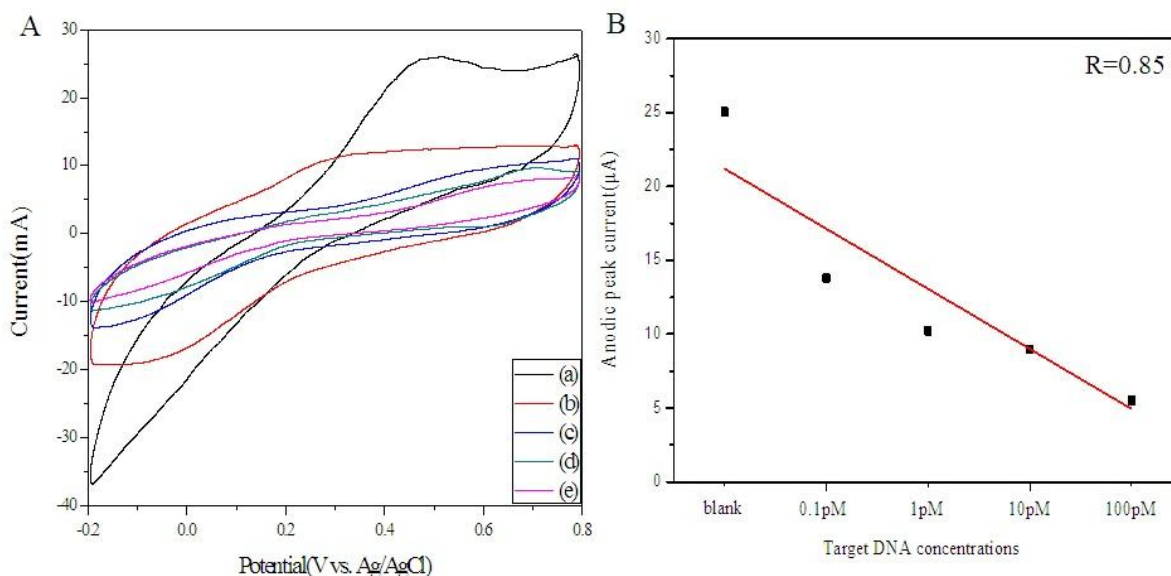 A
30
20
10
0
-10
-20
-30
-40
Current(mA)
-0.2 0.0 0.2 0.4 0.6 0.8
Potential(V vs. Ag/AgCl)
(a)
(b)
(c)
(d)
(e)
B
R=0.85
30
25
20
15
10
5
0
Anodic peak current(μA)
blank 0.1pM 1pM 10pM 100pM
Target DNA concentrations